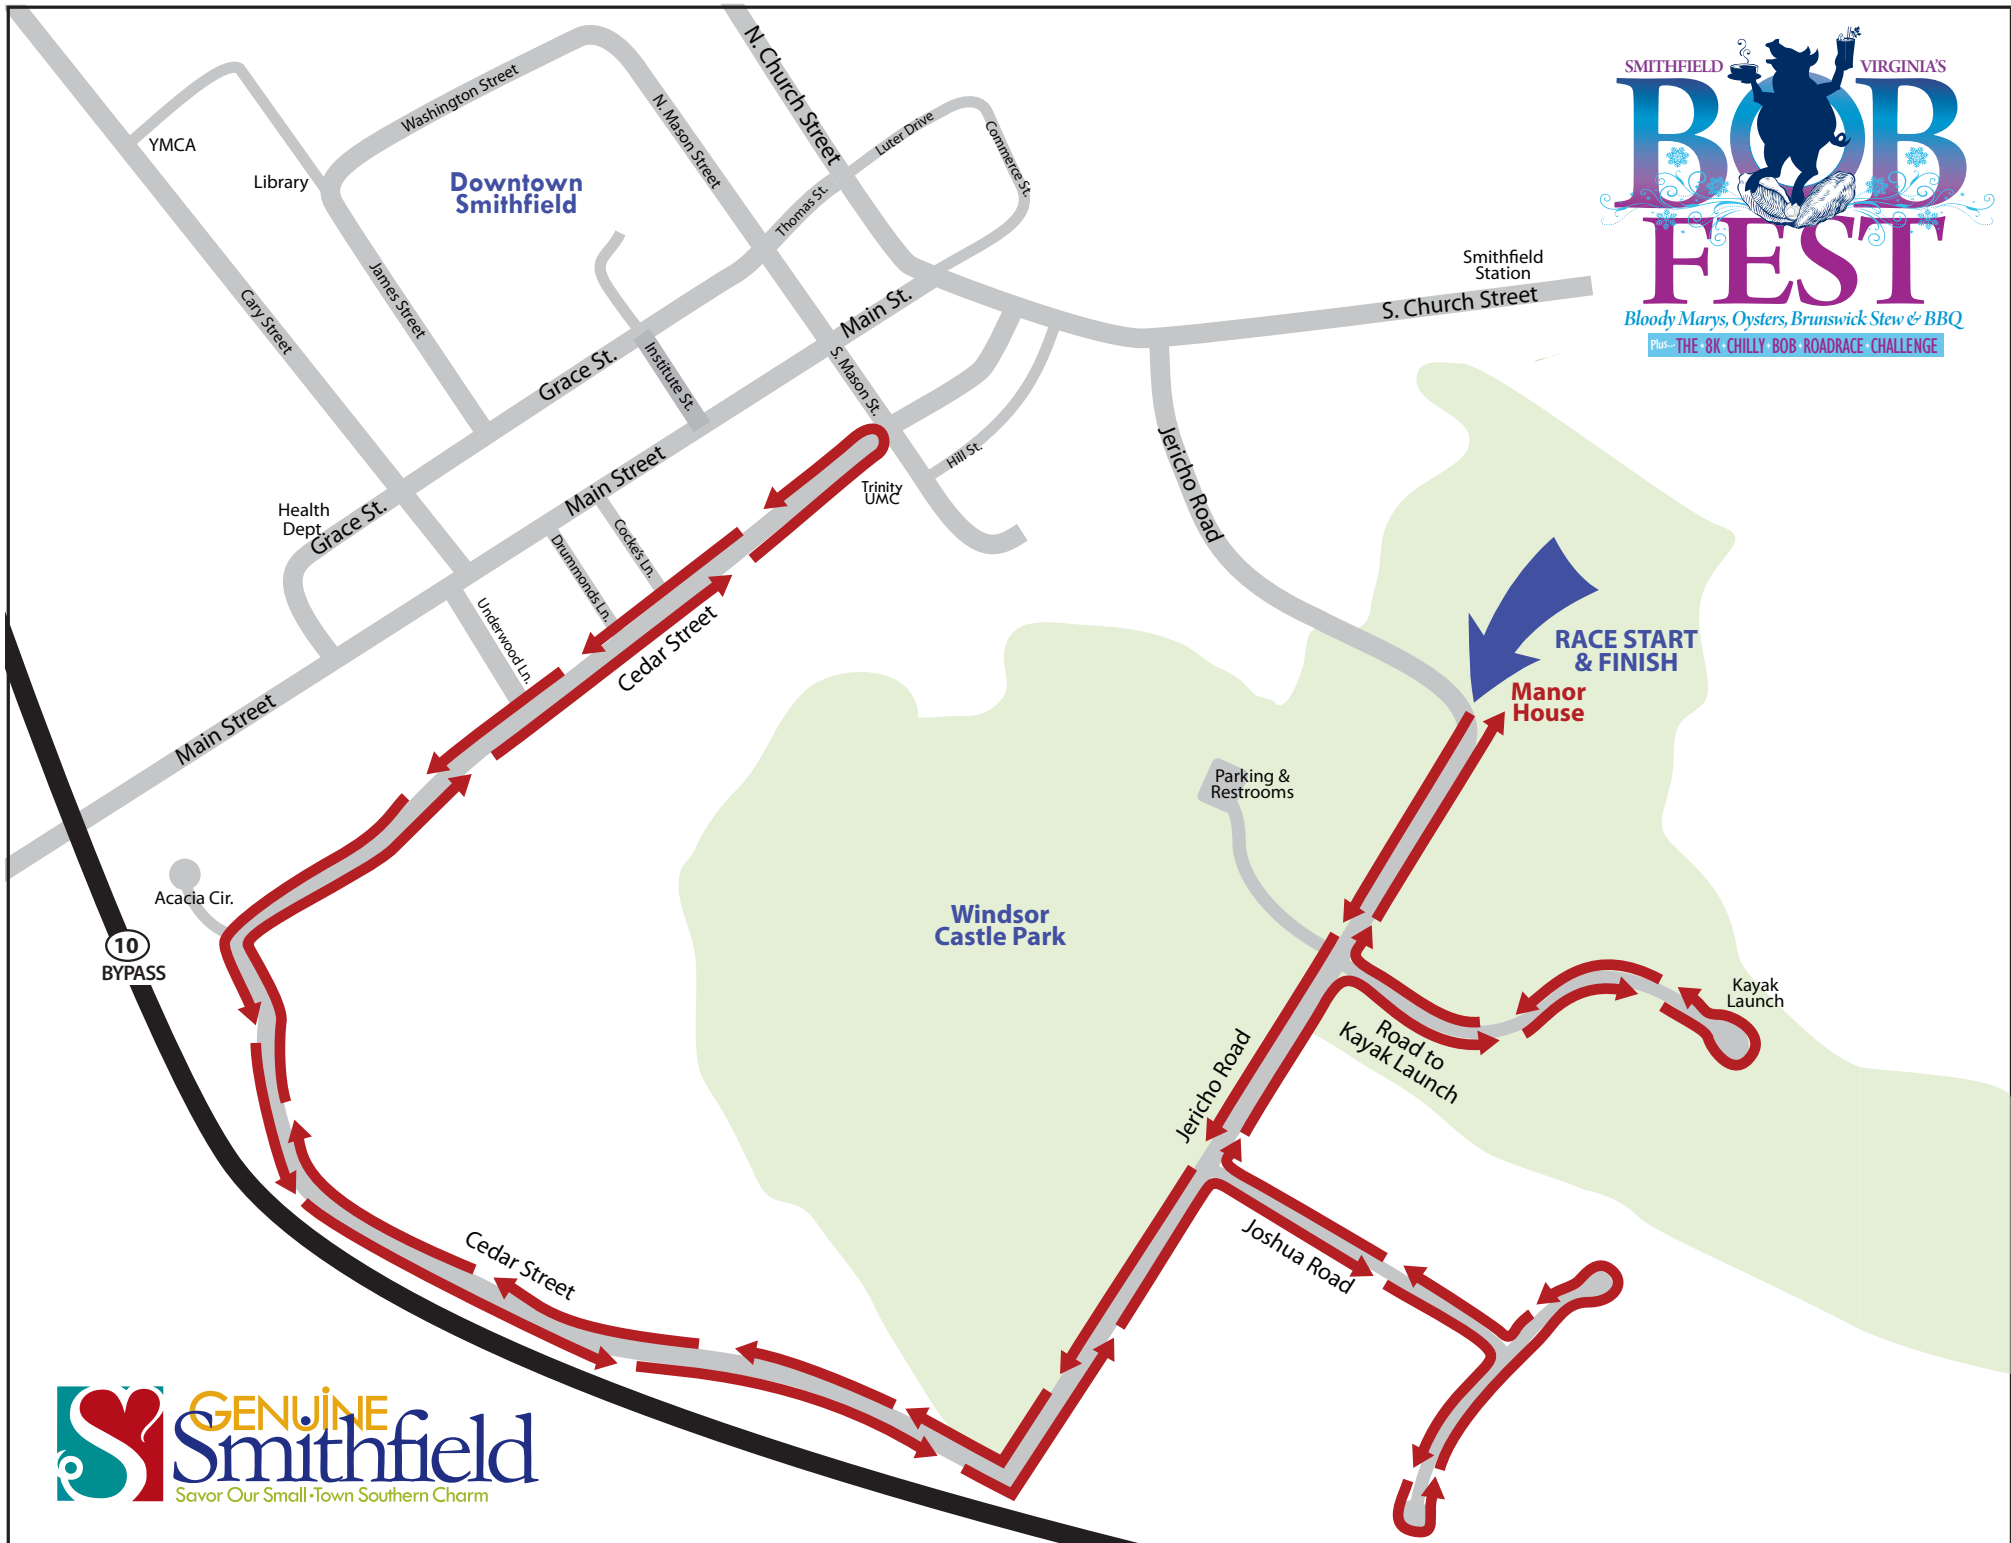 SMITHFIELD
VIRGINIA'S
BOB
FEST
Bloody Marys, Oysters, Brunswick Stew & BBQ
Plus... THE • 8K • CHILLY • BOB • ROADRACE • CHALLENGE
N. Church Street
Washington Street
N. Mason Street
Luter Drive
Commerce St.
YMCA
Library
Downtown
Smithfield
Thomas St.
James Street
Cary Street
Smithfield
Station
S. Church Street
Main St.
Institute St.
Grace St.
S. Mason St.
Hill St.
Jericho Road
Main Street
Trinity
UMC
Health
Dept.
Grace St.
Cocke's Ln.
Drummonds Ln.
Underwood Ln.
Cedar Street
RACE START
& FINISH
Manor
House
Main Street
Parking &
Restrooms
Acacia Cir.
Windsor
Castle Park
10
BYPASS
Kayak
Launch
Road to
Kayak Launch
Jericho Road
Joshua Road
Cedar Street
GENUINE
Smithfield
Savor Our Small•Town Southern Charm